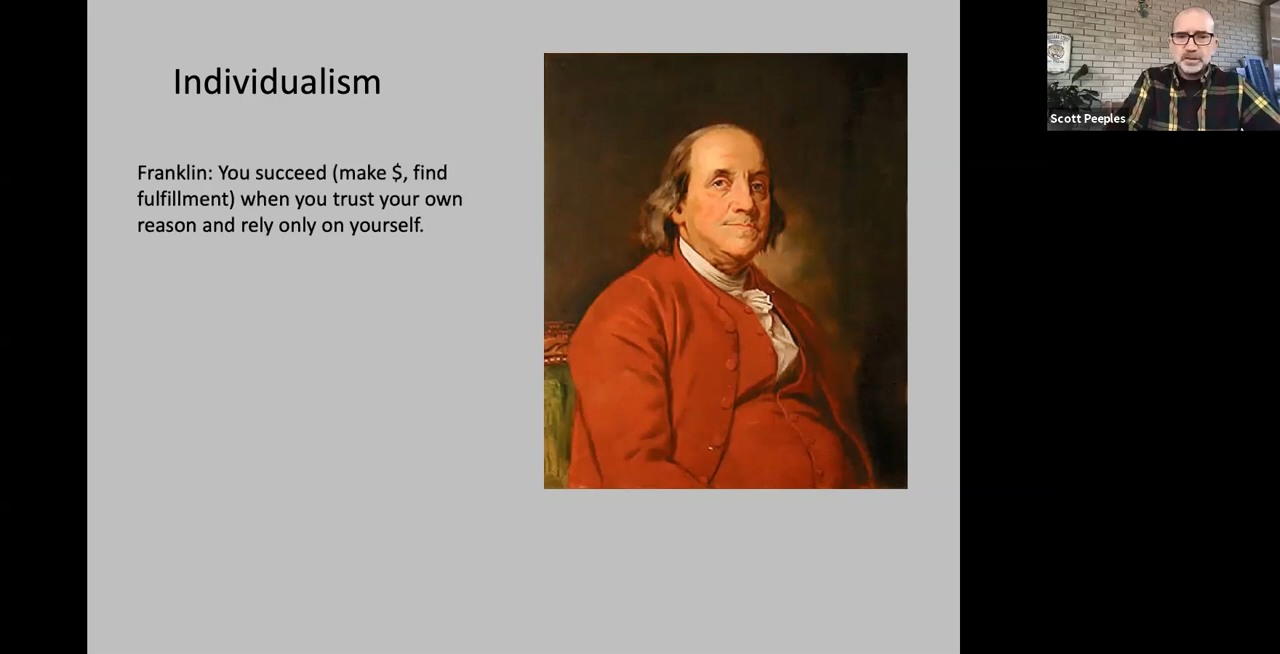 Individualism
Franklin: You succeed (make $, find
fulfillment) when you trust your own
reason and rely only on yourself.
Scott Peeples